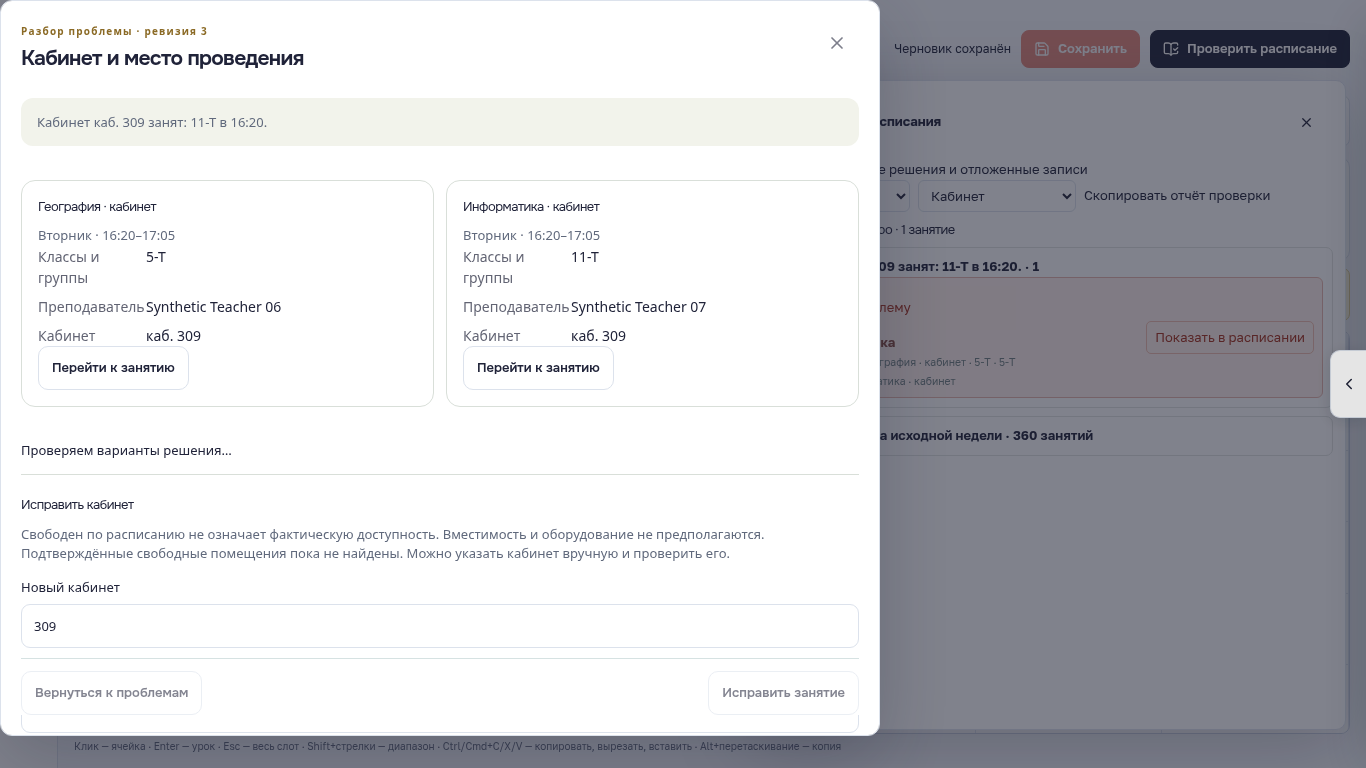 Разбор проблемы · ревизия 3
Кабинет и место проведения
Черновик сохранён
Сохранить
Проверить расписание
Кабинет каб. 309 занят: 11-Т в 16:20.
География · кабинет
Вторник · 16:20–17:05
Классы и группы
5-Т
Преподаватель
Synthetic Teacher 06
Кабинет
каб. 309
Перейти к занятию
Информатика · кабинет
Вторник · 16:20–17:05
Классы и группы
11-Т
Преподаватель
Synthetic Teacher 07
Кабинет
каб. 309
Перейти к занятию
Проверяем варианты решения…
Исправить кабинет
Свободен по расписанию не означает фактическую доступность. Вместимость и оборудование не предполагаются.
Подтверждённые свободные помещения пока не найдены. Можно указать кабинет вручную и проверить его.
Новый кабинет
309
Вернуться к проблемам
Исправить занятие
решения и отложенные записи
Кабинет
Скопировать отчёт проверки
· 1 занятие
занят: 11-Т в 16:20. · 1
Показать в расписании
· кабинет · 5-Т · 5-Т
· кабинет
исходной недели · 360 занятий
Клик — ячейка · Enter — урок · Esc — весь слот · Shift+стрелки — диапазон · Ctrl/Cmd+C/X/V — копировать, вырезать, вставить · Alt+перетаскивание — копия